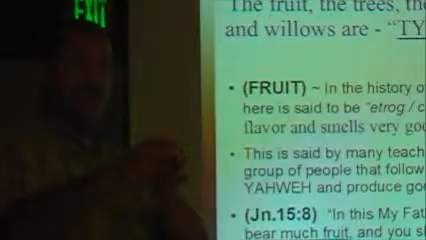 EXIT
The fruit, the trees, the
and willows are - “TY
• (FRUIT) ~ In the history o
here is said to be "etrog / c
flavor and smells very goo
• This is said by many teach
group of people that follow
YAHWEH and produce goo
• (Jn.15:8) "In this My Fat
bear much fruit, and you s